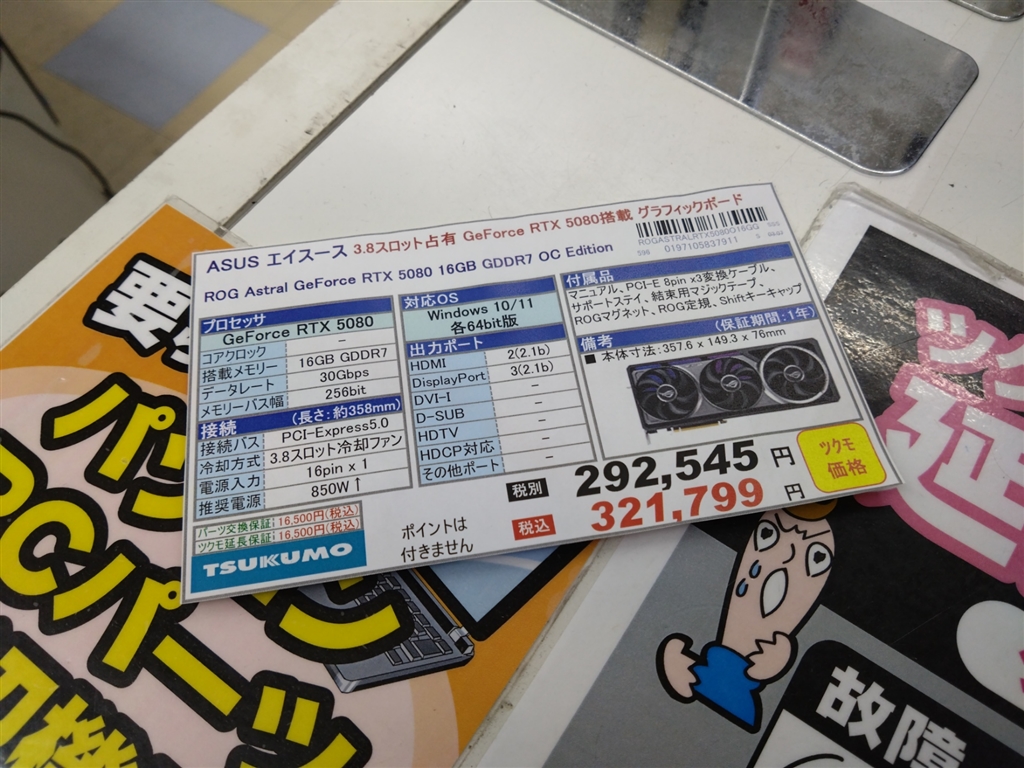 ASUS エイスース 3.8スロット占有 GeForce RTX 5080搭載 グラフィックボード
ROG Astral GeForce RTX 5080 16GB GDDR7 OC Edition
ROGASTRALRTX5080O16GG
0197105837911
プロセッサ
GeForce RTX 5080
コアクロック －
搭載メモリー 16GB GDDR7
データレート 30Gbps
メモリーバス幅 256bit
接続 (長さ：約358mm)
接続バス PCI-Express5.0
冷却方式 3.8スロット冷却ファン
電源入力 16pin x 1
推奨電源 850W↑
対応OS
Windows 10/11
各64bit版
出力ポート
HDMI 2(2.1b)
DisplayPort 3(2.1b)
DVI-I －
D-SUB －
HDTV －
HDCP対応 －
その他ポート －
付属品
マニュアル、PCI-E 8pin x3変換ケーブル、
サポートステイ、結束用マジックテープ、
ROGマグネット、ROG定規、Shiftキーキャップ
(保証期間：1年)
備考
■ 本体寸法：357.6 x 149.3 x 76mm
税別 292,545 円
税込 321,799 円
ツクモ
価格
パーツ交換保証：16,500円(税込)
ツクモ延長保証：16,500円(税込)
TSUKUMO
ポイントは
付きません
要
パソ
PCパーツ
ツク
延
故障